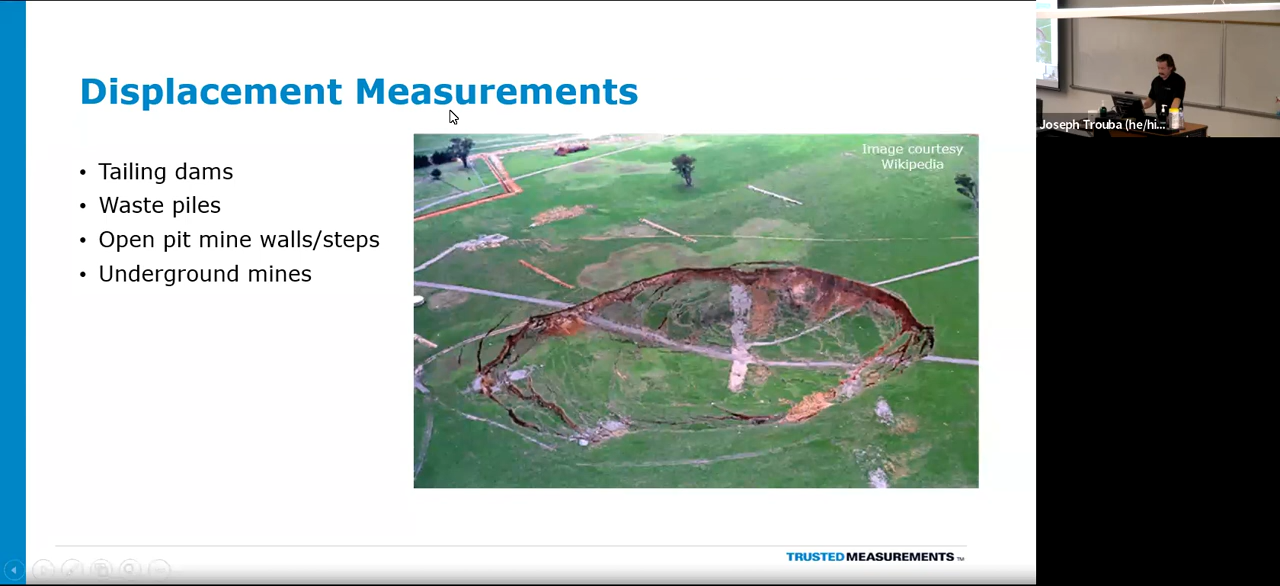 Displacement Measurements
• Tailing dams
• Waste piles
• Open pit mine walls/steps
• Underground mines
Image courtesy
Wikipedia
TRUSTED MEASUREMENTS ™
Joseph Trouba (he/hi...